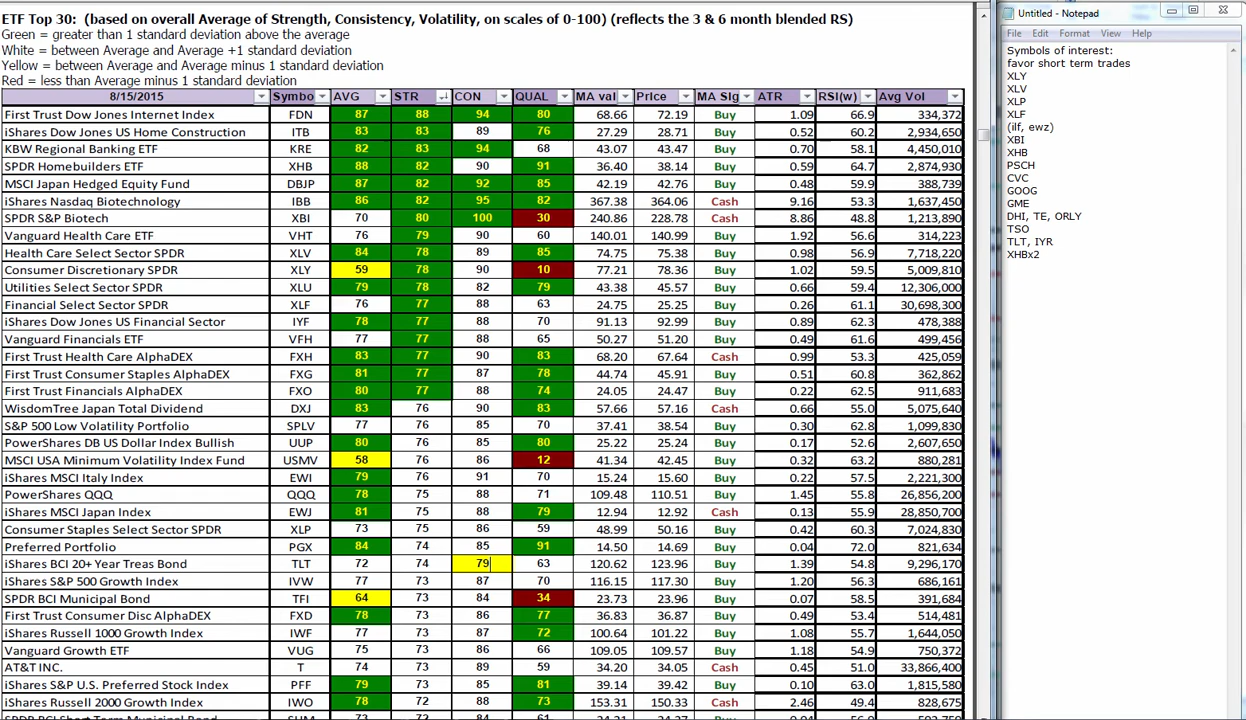 ETF Top 30: (based on overall Average of Strength, Consistency, Volatility, on scales of 0-100) (reflects the 3 & 6 month blended RS)
Green = greater than 1 standard deviation above the average
White = between Average and Average +1 standard deviation
Yellow = between Average and Average minus 1 standard deviation
Red = less than Average minus 1 standard deviation
8/15/2015 Symbo AVG STR CON QUAL MA val Price MA Sig ATR RSI(w) Avg Vol
First Trust Dow Jones Internet Index FDN 87 88 94 80 68.66 72.19 Buy 1.09 66.9 334,372
iShares Dow Jones US Home Construction ITB 83 83 89 76 27.29 28.71 Buy 0.52 60.2 2,934,650
KBW Regional Banking ETF KRE 82 83 94 68 43.07 43.47 Buy 0.70 58.1 4,450,010
SPDR Homebuilders ETF XHB 88 82 90 91 36.40 38.14 Buy 0.59 64.7 2,874,930
MSCI Japan Hedged Equity Fund DBJP 87 82 92 85 42.19 42.76 Buy 0.48 59.9 388,739
iShares Nasdaq Biotechnology IBB 86 82 95 82 367.38 364.06 Cash 9.16 53.3 1,637,450
SPDR S&P Biotech XBI 70 80 100 30 240.86 228.78 Cash 8.86 48.8 1,213,890
Vanguard Health Care ETF VHT 76 79 90 60 140.01 140.99 Buy 1.92 56.6 314,223
Health Care Select Sector SPDR XLV 84 78 89 85 74.75 75.38 Buy 0.98 56.9 7,718,220
Consumer Discretionary SPDR XLY 59 78 90 10 77.21 78.36 Buy 1.02 59.5 5,009,810
Utilities Select Sector SPDR XLU 79 78 82 79 43.38 45.57 Buy 0.66 59.4 12,306,000
Financial Select Sector SPDR XLF 76 77 88 63 24.75 25.25 Buy 0.26 61.1 30,698,300
iShares Dow Jones US Financial Sector IYF 78 77 88 70 91.13 92.99 Buy 0.89 62.3 478,388
Vanguard Financials ETF VFH 77 77 88 65 50.27 51.20 Buy 0.49 61.6 499,456
First Trust Health Care AlphaDEX FXH 83 77 90 83 68.20 67.64 Cash 0.99 53.3 425,059
First Trust Consumer Staples AlphaDEX FXG 81 77 87 78 44.74 45.91 Buy 0.51 60.8 362,862
First Trust Financials AlphaDEX FXO 80 77 88 74 24.05 24.47 Buy 0.22 62.5 911,683
WisdomTree Japan Total Dividend DXJ 83 76 90 83 57.66 57.16 Cash 0.66 55.0 5,075,640
S&P 500 Low Volatility Portfolio SPLV 77 76 85 70 37.41 38.54 Buy 0.30 62.8 1,099,830
PowerShares DB US Dollar Index Bullish UUP 80 76 82 80 25.22 25.24 Buy 0.17 52.6 2,607,650
MSCI USA Minimum Volatility Index Fund USMV 58 76 86 12 41.34 42.45 Buy 0.32 63.2 880,281
iShares MSCI Italy Index EWI 79 76 91 70 15.24 15.60 Buy 0.22 57.5 2,221,300
PowerShares QQQ QQQ 78 75 88 71 109.48 110.51 Buy 1.45 55.8 26,856,200
iShares MSCI Japan Index EWJ 81 75 88 79 12.94 12.92 Cash 0.13 55.9 28,850,700
Consumer Staples Select Sector SPDR XLP 73 75 86 59 48.99 50.16 Buy 0.42 60.3 7,024,830
Preferred Portfolio PGX 84 74 85 91 14.50 14.69 Buy 0.04 72.0 821,634
iShares BCI 20+ Year Treas Bond TLT 72 74 79 63 120.62 123.96 Buy 1.39 54.8 9,296,170
iShares S&P 500 Growth Index IVW 77 73 87 70 116.15 117.30 Buy 1.20 56.3 686,161
SPDR BCI Municipal Bond TFI 64 73 84 34 23.73 23.96 Buy 0.07 58.5 391,684
First Trust Consumer Disc AlphaDEX FXD 78 73 86 77 36.83 36.87 Buy 0.49 53.4 514,481
iShares Russell 1000 Growth Index IWF 77 73 87 72 100.64 101.22 Buy 1.08 55.7 1,644,050
Vanguard Growth ETF VUG 75 73 86 66 109.05 109.57 Buy 1.18 54.9 750,372
AT&T INC. T 74 73 89 59 34.20 34.05 Cash 0.45 51.0 33,866,400
iShares S&P U.S. Preferred Stock Index PFF 79 73 85 81 39.14 39.42 Buy 0.10 63.0 1,815,580
iShares Russell 2000 Growth Index IWO 78 72 88 73 153.31 150.33 Cash 2.46 49.4 828,675
Untitled - Notepad
File Edit Format View Help
Symbols of interest:
favor short term trades
XLY
XLV
XLP
XLF
(ilf, ewz)
XBI
XHB
PSCH
CVC
GOOG
GME
DHI, TE, ORLY
TSO
TLT, IYR
XHBx2